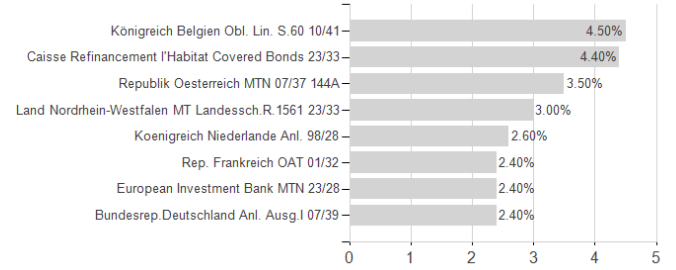 Königreich Belgien Obl. Lin. S.60 10/41 4.50%
Caisse Refinancement l'Habitat Covered Bonds 23/33 4.40%
Republik Oesterreich MTN 07/37 144A 3.50%
Land Nordrhein-Westfalen MT Landessch.R.1561 23/33 3.00%
Koenigreich Niederlande Anl. 98/28 2.60%
Rep. Frankreich OAT 01/32 2.40%
European Investment Bank MTN 23/28 2.40%
Bundesrep.Deutschland Anl. Ausg.I 07/39 2.40%
0 1 2 3 4 5